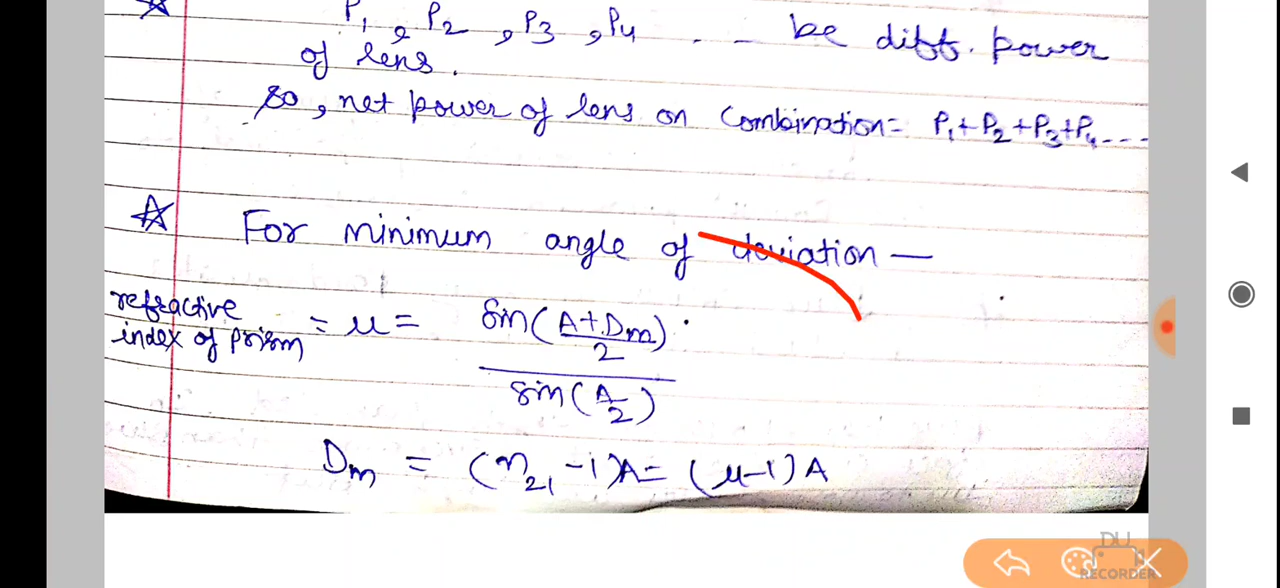 P1, P2, P3, P4 . . – be diff. power
of lens.
so, net power of lens on combination = P1+P2+P3+P4 ...
☆ For minimum angle of deviation —
refractive index of prism = μ = sin((A+Dm)/2) / sin(A/2)
Dm = (n21 -1)A = (μ-1)A
DU
RECORDER